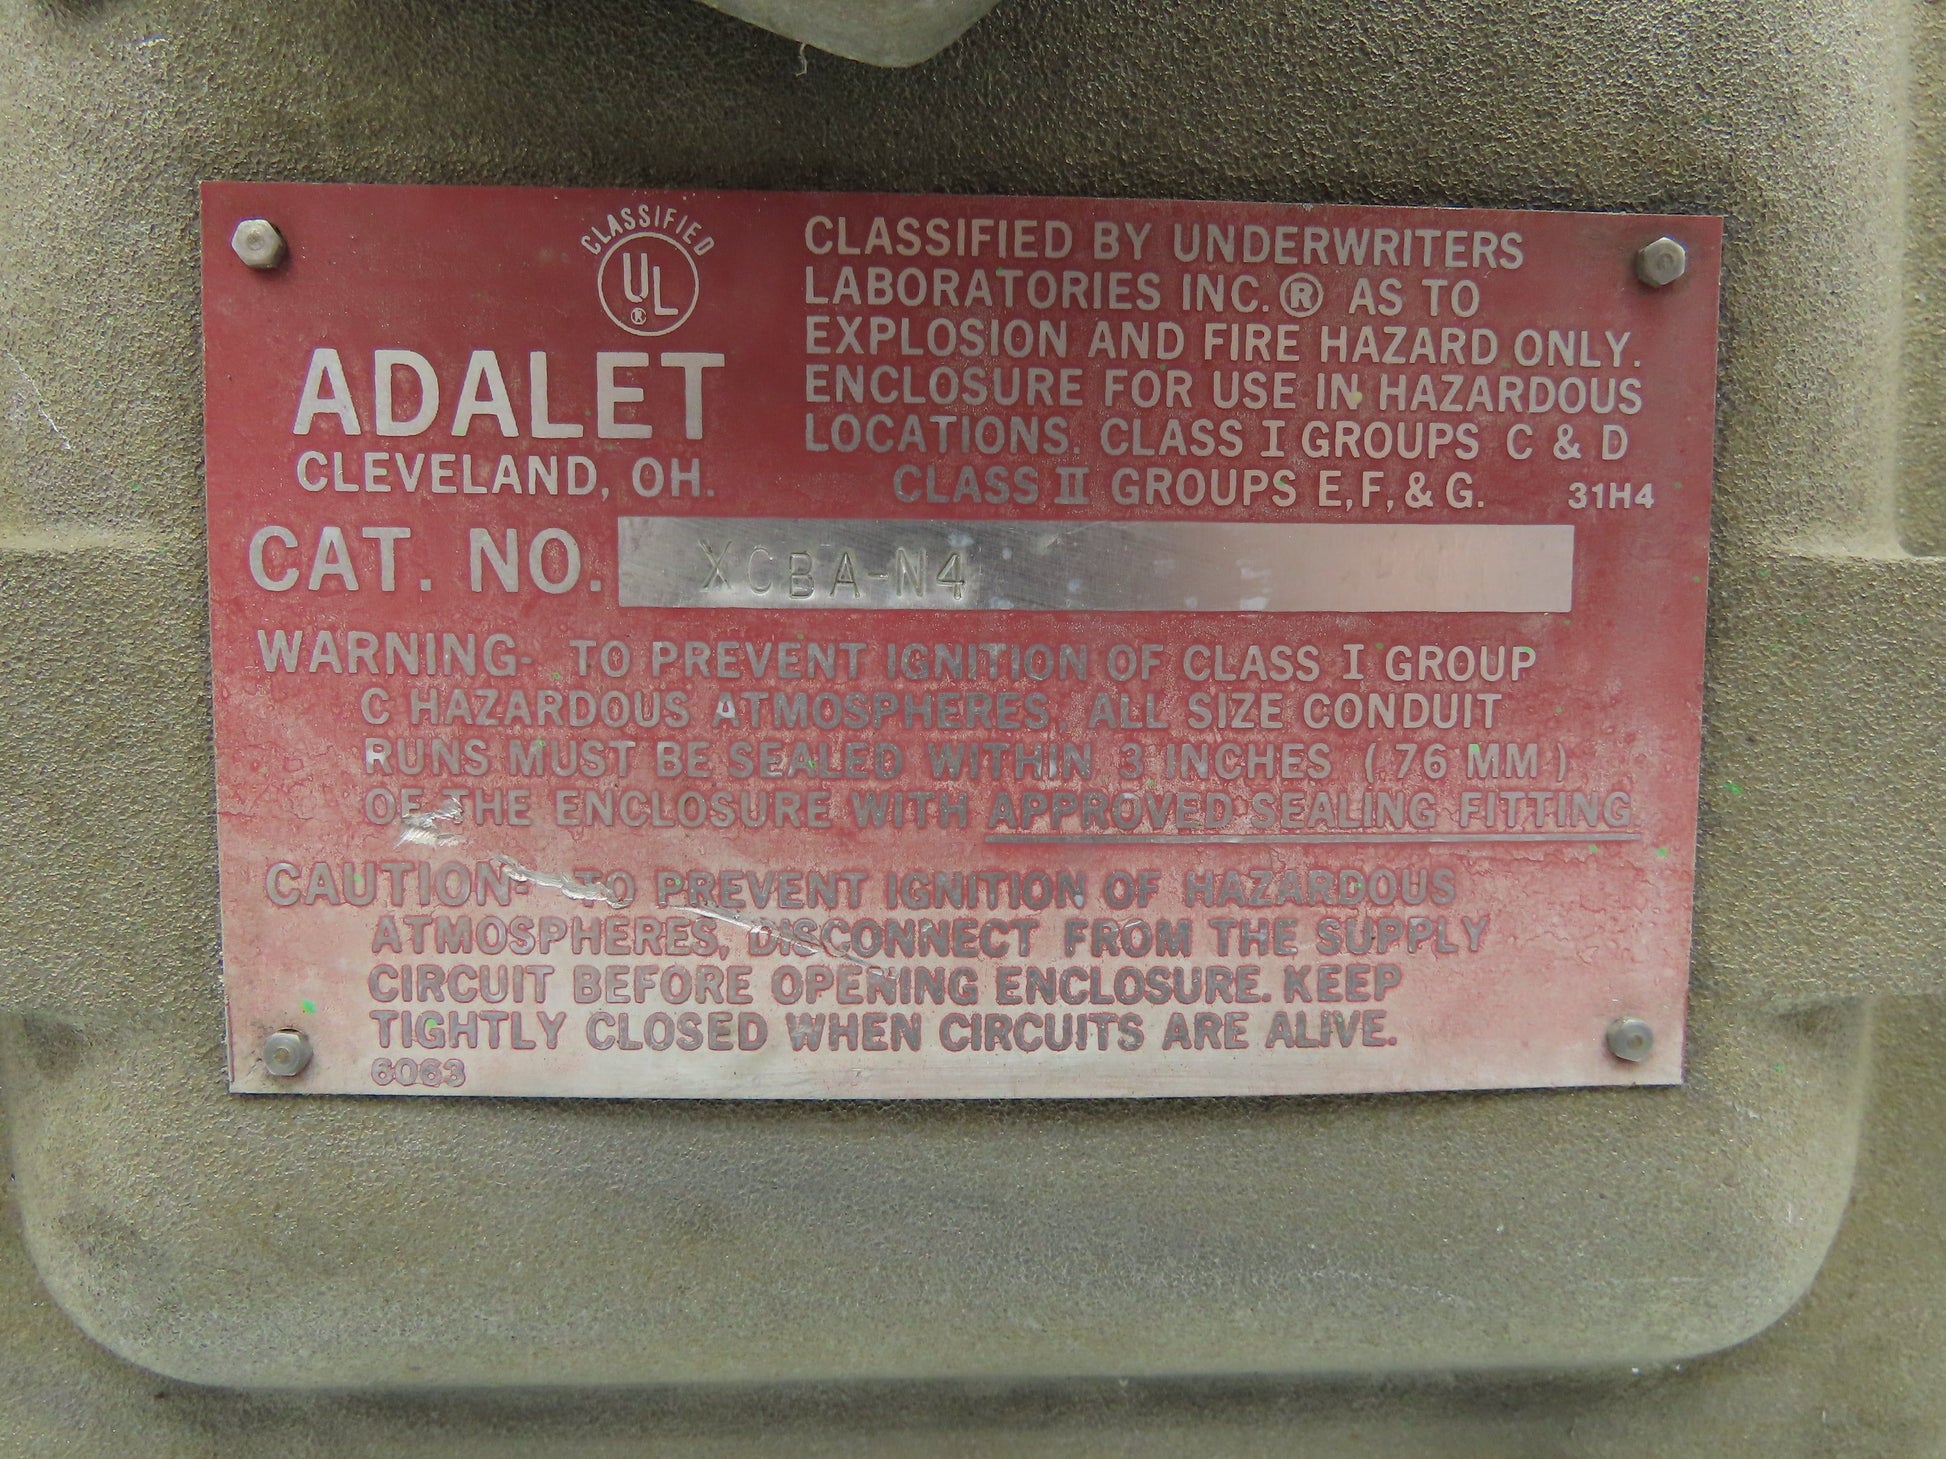 CLASSIFIED
UL
®
ADALET
CLEVELAND, OH.
CLASSIFIED BY UNDERWRITERS
LABORATORIES INC.® AS TO
EXPLOSION AND FIRE HAZARD ONLY.
ENCLOSURE FOR USE IN HAZARDOUS
LOCATIONS. CLASS I GROUPS C & D
CLASS II GROUPS E, F, & G. 31H4
CAT. NO. XCBA-N4
WARNING- TO PREVENT IGNITION OF CLASS I GROUP
C HAZARDOUS ATMOSPHERES, ALL SIZE CONDUIT
RUNS MUST BE SEALED WITHIN 3 INCHES (76 MM)
OF THE ENCLOSURE WITH APPROVED SEALING FITTING.
CAUTION- TO PREVENT IGNITION OF HAZARDOUS
ATMOSPHERES, DISCONNECT FROM THE SUPPLY
CIRCUIT BEFORE OPENING ENCLOSURE. KEEP
TIGHTLY CLOSED WHEN CIRCUITS ARE ALIVE.
6063